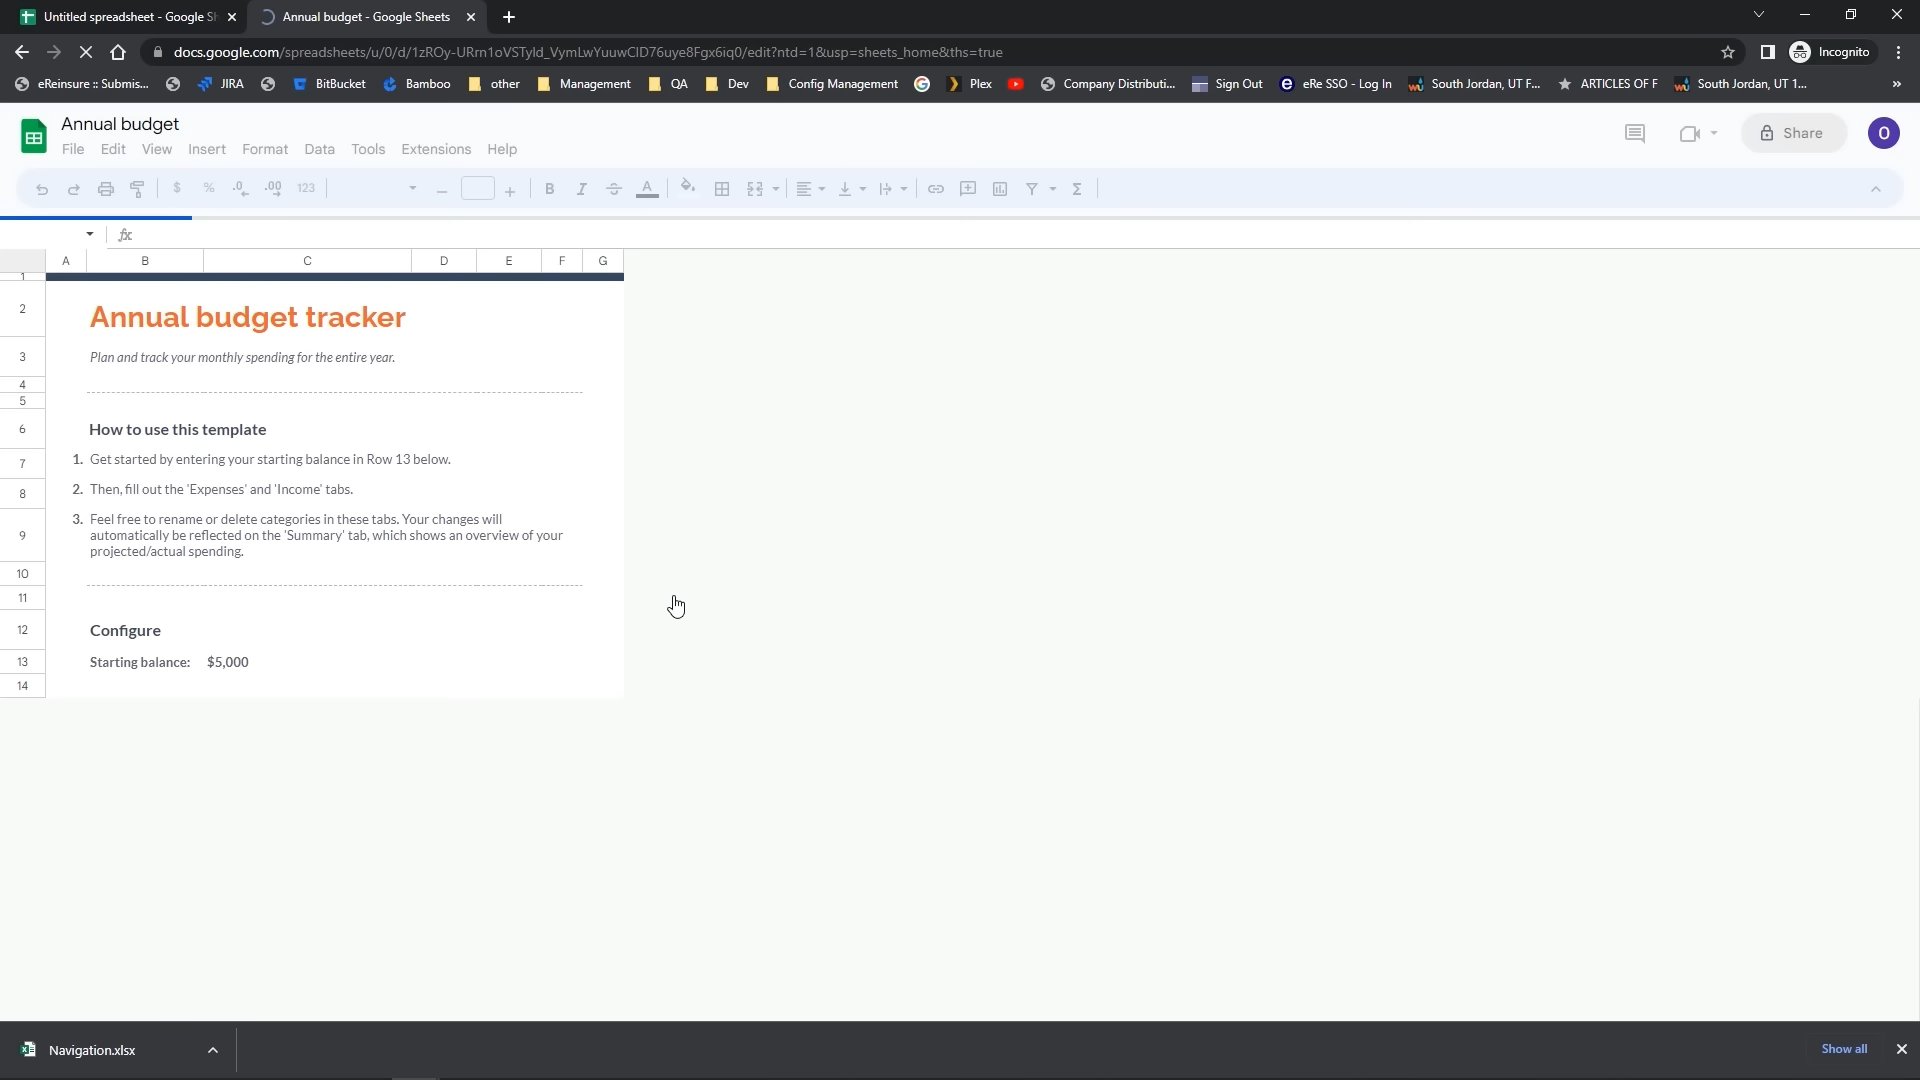 Untitled spreadsheet - Google Sh
Annual budget - Google Sheets
docs.google.com/spreadsheets/u/0/d/1zROy-URrn1oVSTyld_VymLwYuuwCID76uye8Fgx6iq0/edit?ntd=1&usp=sheets_home&ths=true
Incognito
eReinsure :: Submis... JIRA BitBucket Bamboo other Management QA Dev Config Management Plex Company Distributi... Sign Out eRe SSO - Log In South Jordan, UT F... ARTICLES OF F South Jordan, UT 1... »
Annual budget
File Edit View Insert Format Data Tools Extensions Help
Share
O
$ % .0 .00 123 B I S A Σ
fx
A B C D E F G
1
2 Annual budget tracker
3 Plan and track your monthly spending for the entire year.
4
5
6 How to use this template
7 1. Get started by entering your starting balance in Row 13 below.
8 2. Then, fill out the 'Expenses' and 'Income' tabs.
3. Feel free to rename or delete categories in these tabs. Your changes will
9 automatically be reflected on the 'Summary' tab, which shows an overview of your
projected/actual spending.
10
11
12 Configure
13 Starting balance: $5,000
14
Navigation.xlsx
Show all